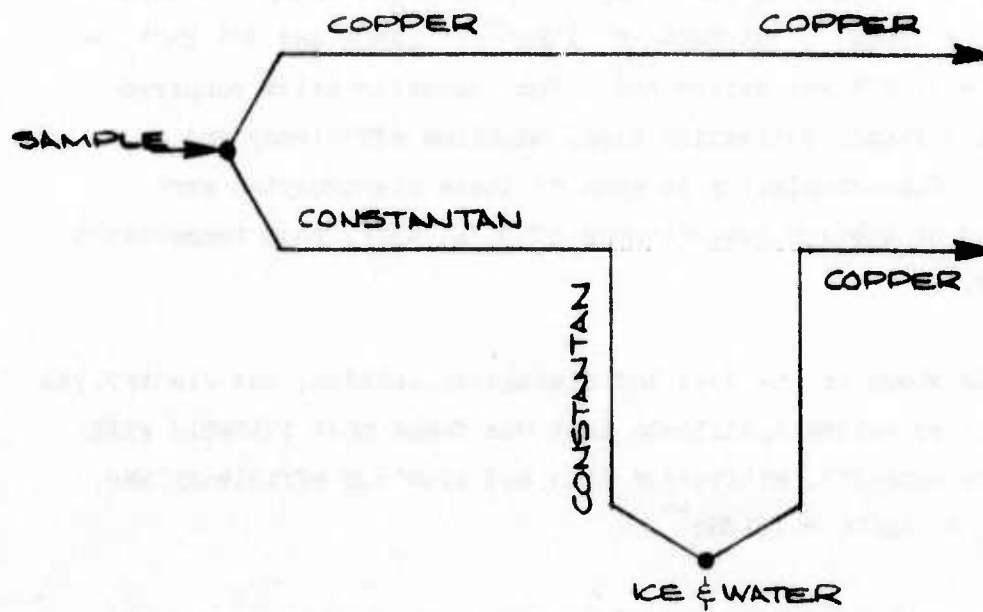 COPPER COPPER
SAMPLE
CONSTANTAN
COPPER
CONSTANTAN
ICE & WATER